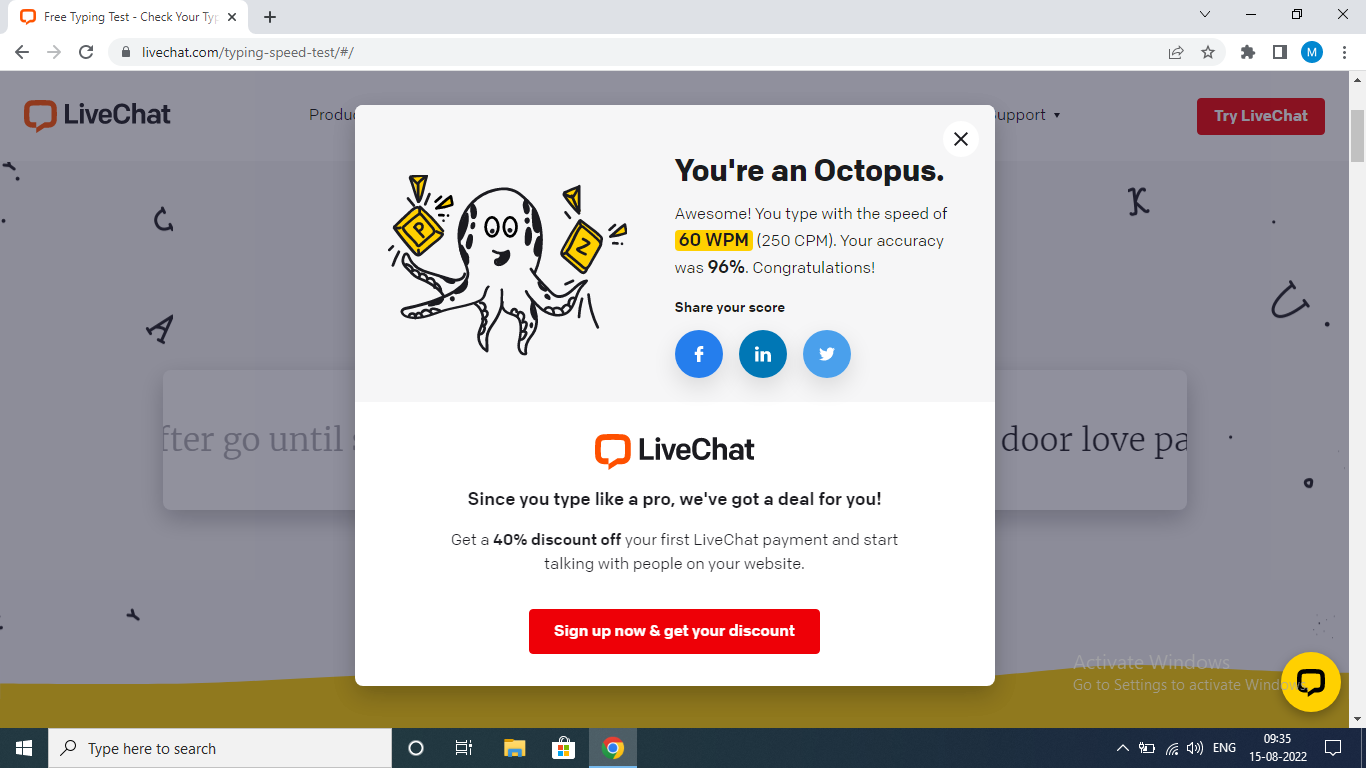 Free Typing Test - Check Your Typ
livechat.com/typing-speed-test/#/
M
LiveChat
Produc
upport
Try LiveChat
P
Z
You're an Octopus.
Awesome! You type with the speed of
60 WPM (250 CPM). Your accuracy
was 96%. Congratulations!
Share your score
f
in
fter go until
door love pa
LiveChat
Since you type like a pro, we've got a deal for you!
Get a 40% discount off your first LiveChat payment and start
talking with people on your website.
Sign up now & get your discount
Activate Windows
Go to Settings to activate Windows.
Type here to search
ENG
09:35
15-08-2022